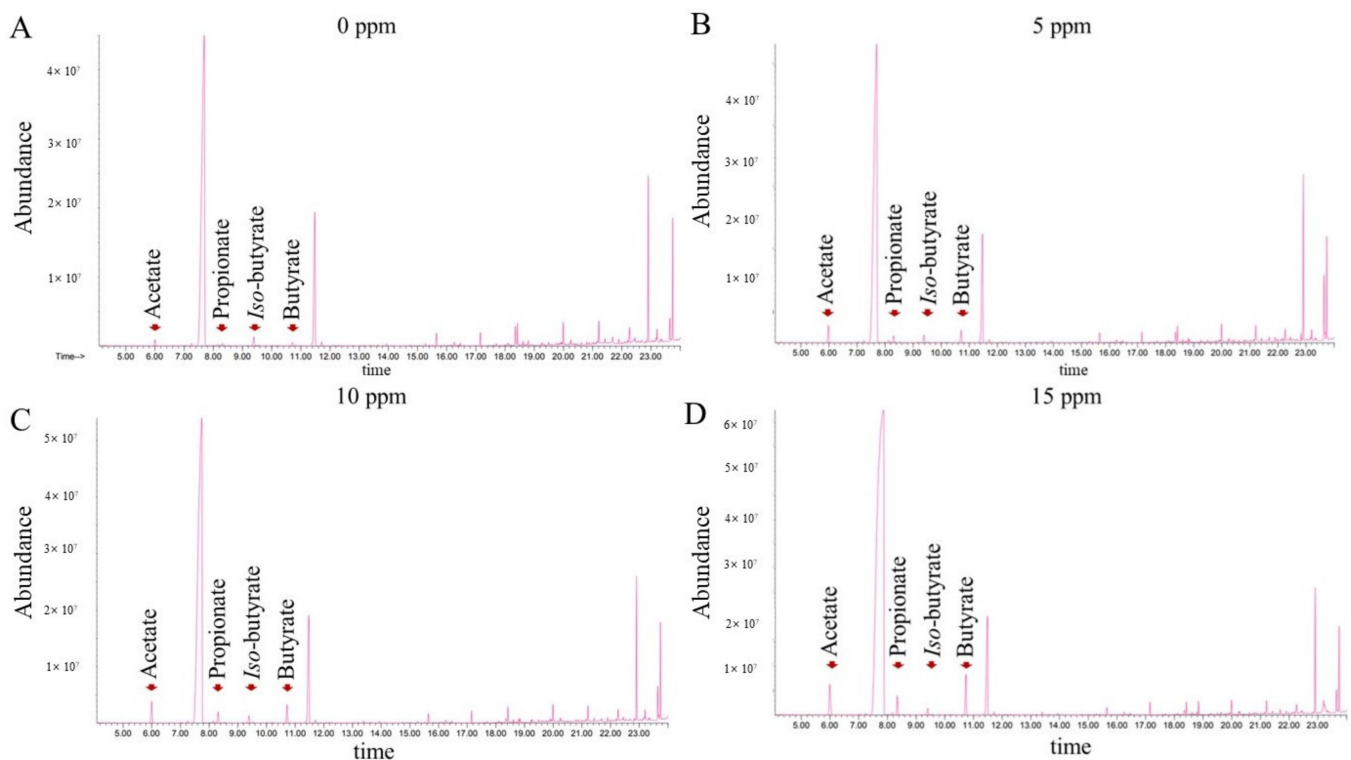 A
0 ppm
Abundance
4× 10⁷
3× 10⁷
2× 10⁷
1× 10⁷
Acetate
Propionate
Iso-butyrate
Butyrate
Time-->
5.00 6.00 7.00 8.00 9.00 10.00 11.00 12.00 13.00 14.00 15.00 16.00 17.00 18.00 19.00 20.00 21.00 22.00 23.00
time
B
5 ppm
Abundance
4× 10⁷
3× 10⁷
2× 10⁷
1× 10⁷
Acetate
Propionate
Iso-butyrate
Butyrate
5.00 6.00 7.00 8.00 9.00 10.00 11.00 12.00 13.00 14.00 15.00 16.00 17.00 18.00 19.00 20.00 21.00 22.00 23.00
time
C
10 ppm
Abundance
5× 10⁷
4× 10⁷
3× 10⁷
2× 10⁷
1× 10⁷
Acetate
Propionate
Iso-butyrate
Butyrate
5.00 6.00 7.00 8.00 9.00 10.00 11.00 12.00 13.00 14.00 15.00 16.00 17.00 18.00 19.00 20.00 21.00 22.00 23.00
time
D
15 ppm
Abundance
6× 10⁷
5× 10⁷
4× 10⁷
3× 10⁷
2× 10⁷
1× 10⁷
Acetate
Propionate
Iso-butyrate
Butyrate
5.00 6.00 7.00 8.00 9.00 10.00 11.00 12.00 13.00 14.00 15.00 16.00 17.00 18.00 19.00 20.00 21.00 22.00 23.00
time